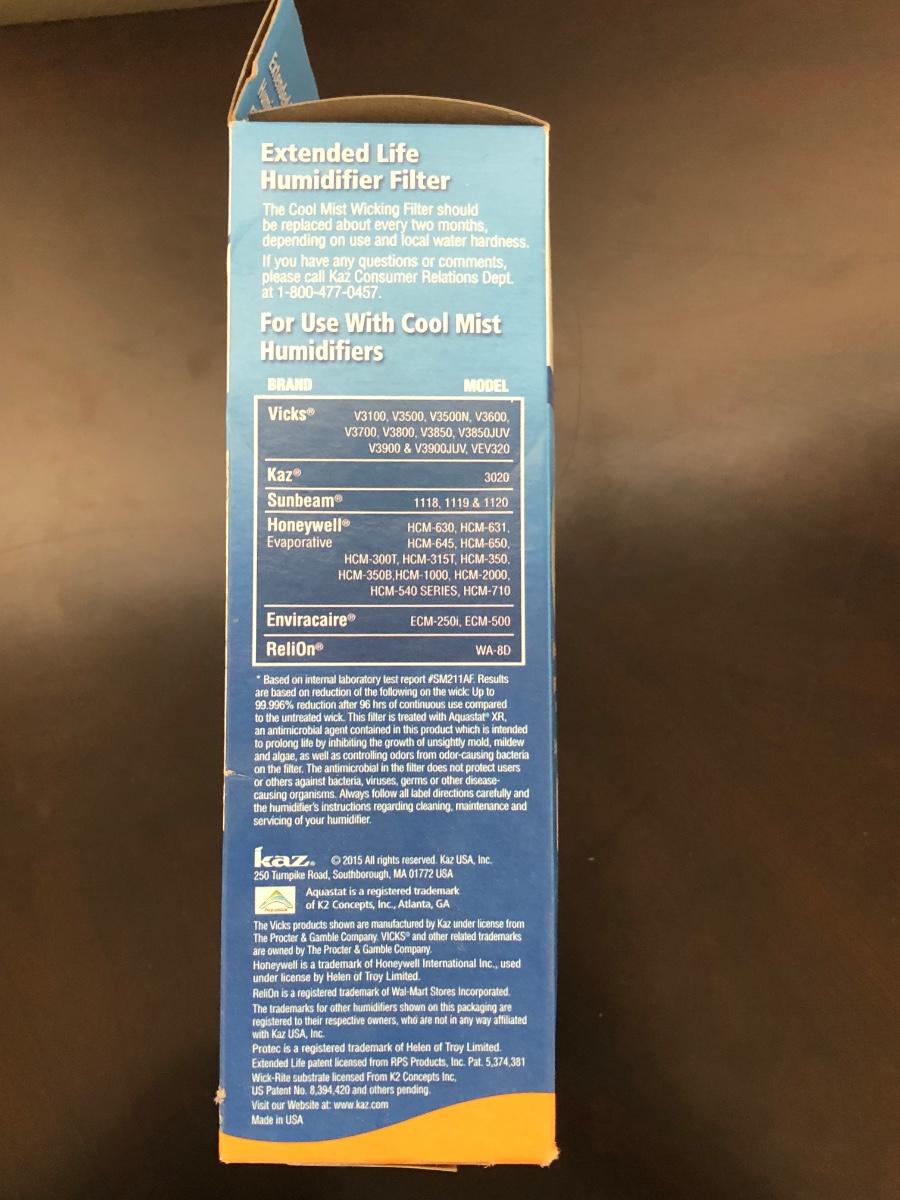 Extended Life
Humidifier Filter
The Cool Mist Wicking Filter should
be replaced about every two months,
depending on use and local water hardness.
If you have any questions or comments,
please call Kaz Consumer Relations Dept.
at 1-800-477-0457.
For Use With Cool Mist
Humidifiers
BRAND MODEL
Vicks® V3100, V3500, V3500N, V3600,
V3700, V3800, V3850, V3850JUV
V3900 & V3900JUV, VEV320
Kaz® 3020
Sunbeam® 1118, 1119 & 1120
Honeywell® HCM-630, HCM-631,
Evaporative HCM-645, HCM-650,
HCM-300T, HCM-315T, HCM-350,
HCM-350B,HCM-1000, HCM-2000,
HCM-540 SERIES, HCM-710
Enviracaire® ECM-250i, ECM-500
ReliOn® WA-8D
* Based on internal laboratory test report #SM211AF. Results
are based on reduction of the following on the wick: Up to
99.996% reduction after 96 hrs of continuous use compared
to the untreated wick. This filter is treated with Aquastat® XR,
an antimicrobial agent contained in this product which is intended
to prolong life by inhibiting the growth of unsightly mold, mildew
and algae, as well as controlling odors from odor-causing bacteria
on the filter. The antimicrobial in the filter does not protect users
or others against bacteria, viruses, germs or other disease-
causing organisms. Always follow all label directions carefully and
the humidifier's instructions regarding cleaning, maintenance and
servicing of your humidifier.
kaz® © 2015 All rights reserved. Kaz USA, Inc.
250 Turnpike Road, Southborough, MA 01772 USA
Aquastat is a registered trademark
of K2 Concepts, Inc., Atlanta, GA
The Vicks products shown are manufactured by Kaz under license from
The Procter & Gamble Company. VICKS® and other related trademarks
are owned by The Procter & Gamble Company.
Honeywell is a trademark of Honeywell International Inc., used
under license by Helen of Troy Limited.
ReliOn is a registered trademark of Wal-Mart Stores Incorporated.
The trademarks for other humidifiers shown on this packaging are
registered to their respective owners, who are not in any way affiliated
with Kaz USA, Inc.
Protec is a registered trademark of Helen of Troy Limited.
Extended Life patent licensed from RPS Products, Inc. Pat. 5,374,381
Wick-Rite substrate licensed From K2 Concepts Inc,
US Patent No. 8,394,420 and others pending.
Visit our Website at: www.kaz.com
Made in USA